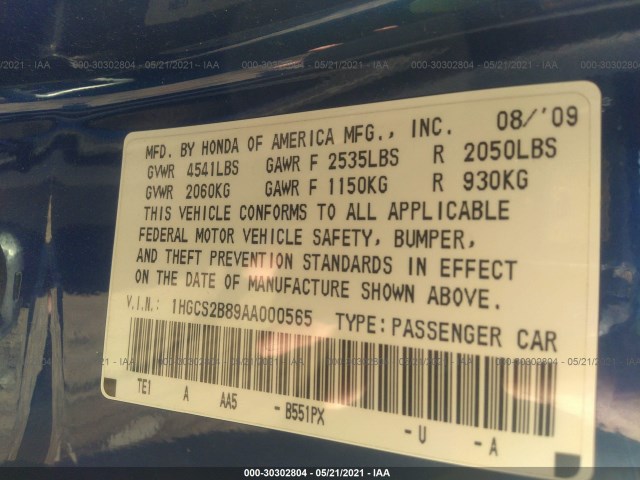 000-30302804 - 05/21/2021 - IAA
MFD. BY HONDA OF AMERICA MFG., INC. 08/'09
GVWR 4541LBS GAWR F 2535LBS R 2050LBS
GVWR 2060KG GAWR F 1150KG R 930KG
THIS VEHICLE CONFORMS TO ALL APPLICABLE
FEDERAL MOTOR VEHICLE SAFETY, BUMPER,
AND THEFT PREVENTION STANDARDS IN EFFECT
ON THE DATE OF MANUFACTURE SHOWN ABOVE.
V.I.N.: 1HGCS2B89AA000565 TYPE: PASSENGER CAR
TE1 A AA5 - B551PX - U - A
000-30302804 - 05/21/2021 - IAA